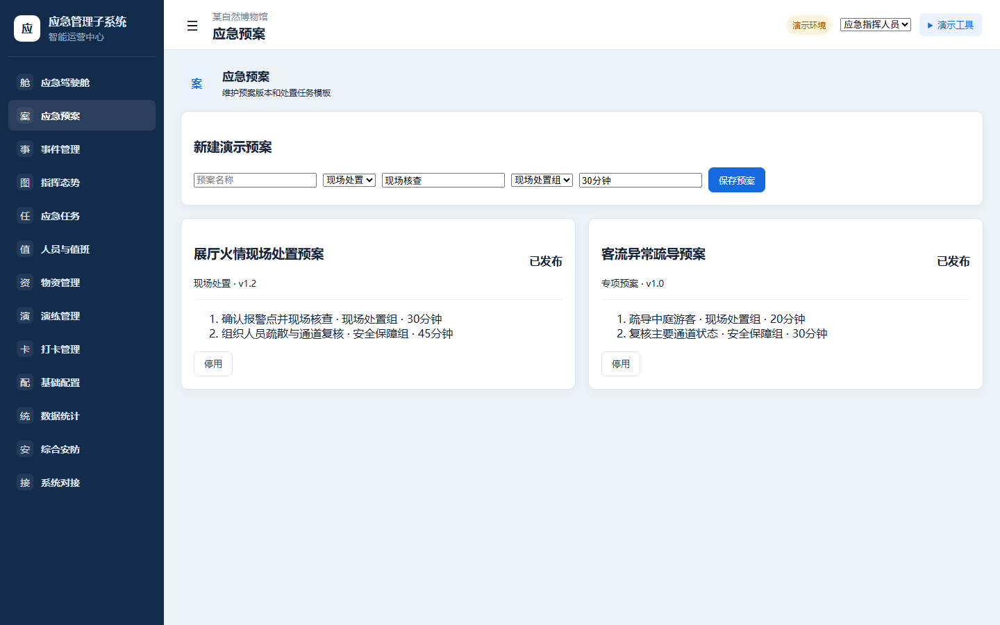 应
应急管理子系统
智能运营中心
舱 应急驾驶舱
案 应急预案
事 事件管理
图 指挥态势
任 应急任务
值 人员与值班
资 物资管理
演 演练管理
卡 打卡管理
配 基础配置
统 数据统计
安 综合安防
接 系统对接
☰
某自然博物馆
应急预案
演示环境
应急指挥人员
▶ 演示工具
案
应急预案
维护预案版本和处置任务模板
新建演示预案
预案名称 现场处置 现场核查 现场处置组 30分钟 保存预案
展厅火情现场处置预案
已发布
现场处置 · v1.2
1. 确认报警点并现场核查 · 现场处置组 · 30分钟
2. 组织人员疏散与通道复核 · 安全保障组 · 45分钟
停用
客流异常疏导预案
已发布
专项预案 · v1.0
1. 疏导中庭游客 · 现场处置组 · 20分钟
2. 复核主要通道状态 · 安全保障组 · 30分钟
停用